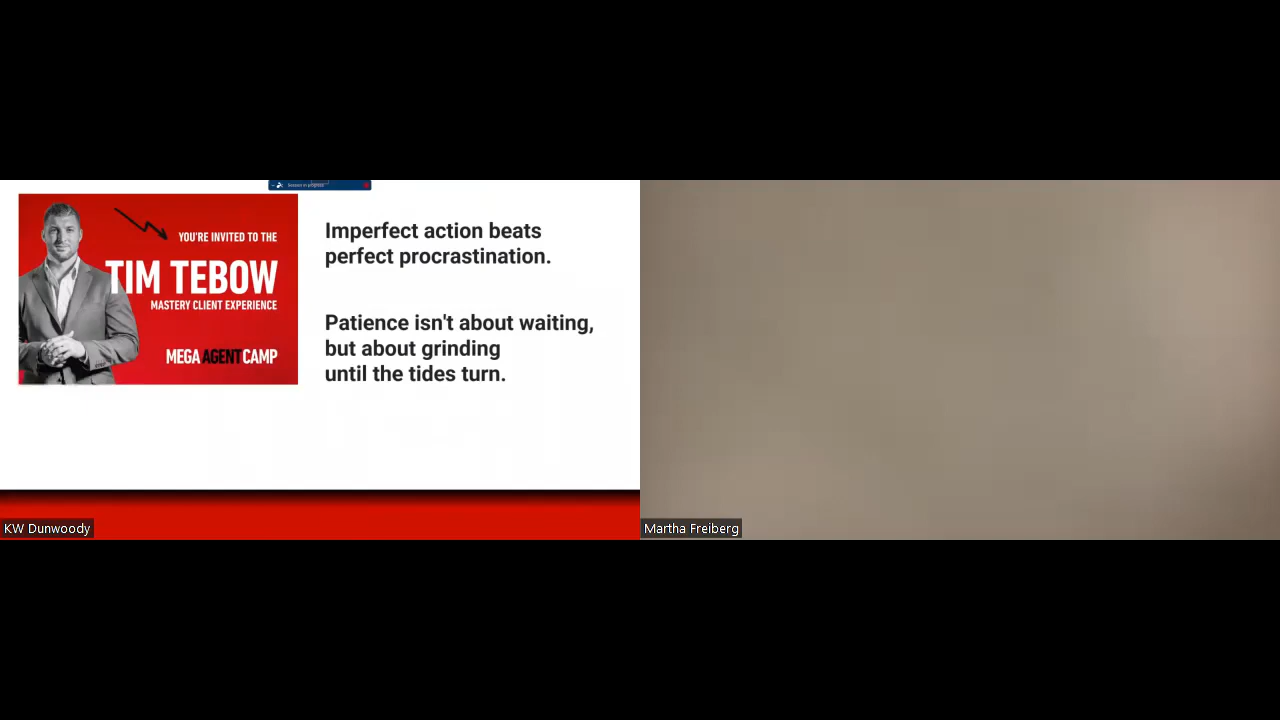 YOU'RE INVITED TO THE
TIM TEBOW
MASTERY CLIENT EXPERIENCE
MEGA AGENT CAMP
Imperfect action beats
perfect procrastination.
Patience isn't about waiting,
but about grinding
until the tides turn.
KW Dunwoody
Martha Freiberg